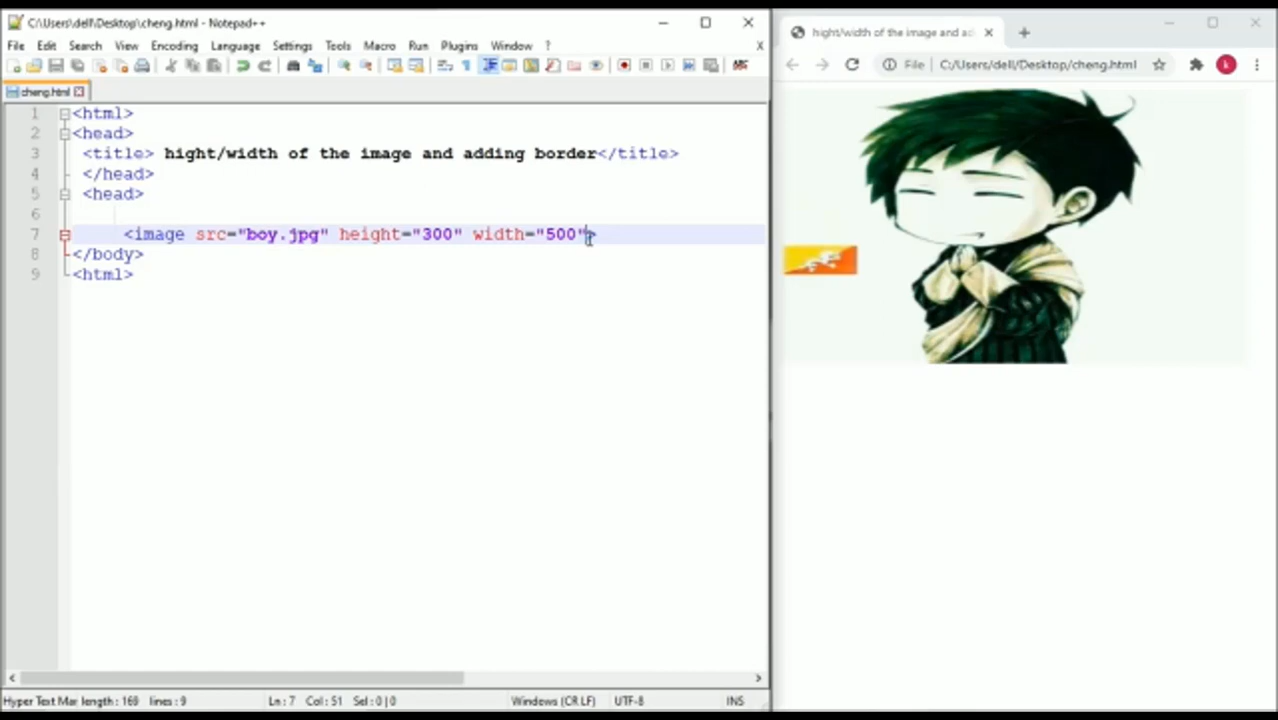 C:\Users\dell\Desktop\cheng.html - Notepad++
File Edit Search View Encoding Language Settings Tools Macro Run Plugins Window ? X
cheng.html
1 <html>
2 <head>
3 <title> hight/width of the image and adding border</title>
4 </head>
5 <head>
6
7 <image src="boy.jpg" height="300" width="500">
8 </body>
9 <html>
Hyper Text Mar length : 169 lines : 9 Ln : 7 Col : 51 Sel : 0 | 0 Windows (CR LF) UTF-8 INS
hight/width of the image and ad
File C:/Users/dell/Desktop/cheng.html k